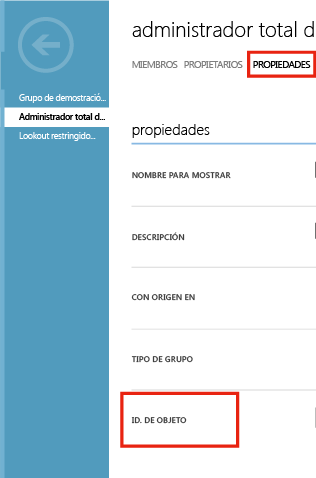 administrador total d
MIEMBROS PROPIETARIOS PROPIEDADES
Grupo de demostració...
Administrador total d...
Lookout restringido...
propiedades
NOMBRE PARA MOSTRAR
DESCRIPCIÓN
CON ORIGEN EN
TIPO DE GRUPO
ID. DE OBJETO